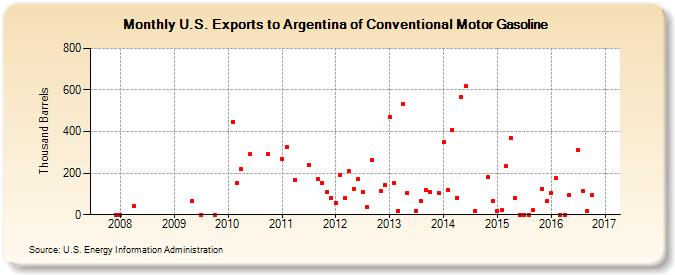 Monthly U.S. Exports to Argentina of Conventional Motor Gasoline
Thousand Barrels
800
600
400
200
0
2008 2009 2010 2011 2012 2013 2014 2015 2016 2017
Source: U.S. Energy Information Administration